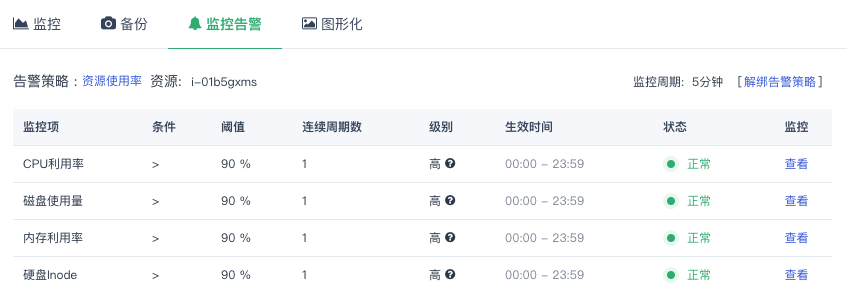 监控 备份 监控告警 图形化
告警策略：资源使用率 资源: i-01b5gxms 监控周期: 5分钟 [解绑告警策略]
监控项 条件 阈值 连续周期数 级别 生效时间 状态 监控
CPU利用率 > 90 % 1 高 ? 00:00 - 23:59 正常 查看
磁盘使用量 > 90 % 1 高 ? 00:00 - 23:59 正常 查看
内存利用率 > 90 % 1 高 ? 00:00 - 23:59 正常 查看
硬盘Inode > 90 % 1 高 ? 00:00 - 23:59 正常 查看